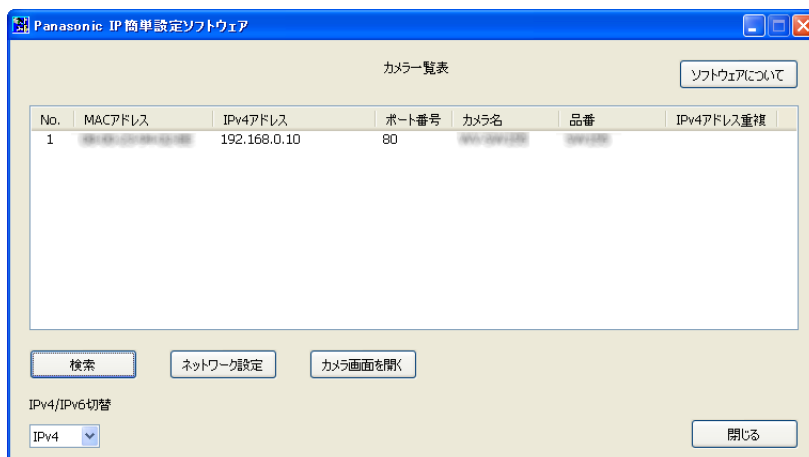 Panasonic IP簡単設定ソフトウェア
カメラ一覧表
ソフトウェアについて
No. MACアドレス IPv4アドレス ポート番号 カメラ名 品番 IPv4アドレス重複
1 192.168.0.10 80
検索 ネットワーク設定 カメラ画面を開く
IPv4/IPv6切替
IPv4
閉じる